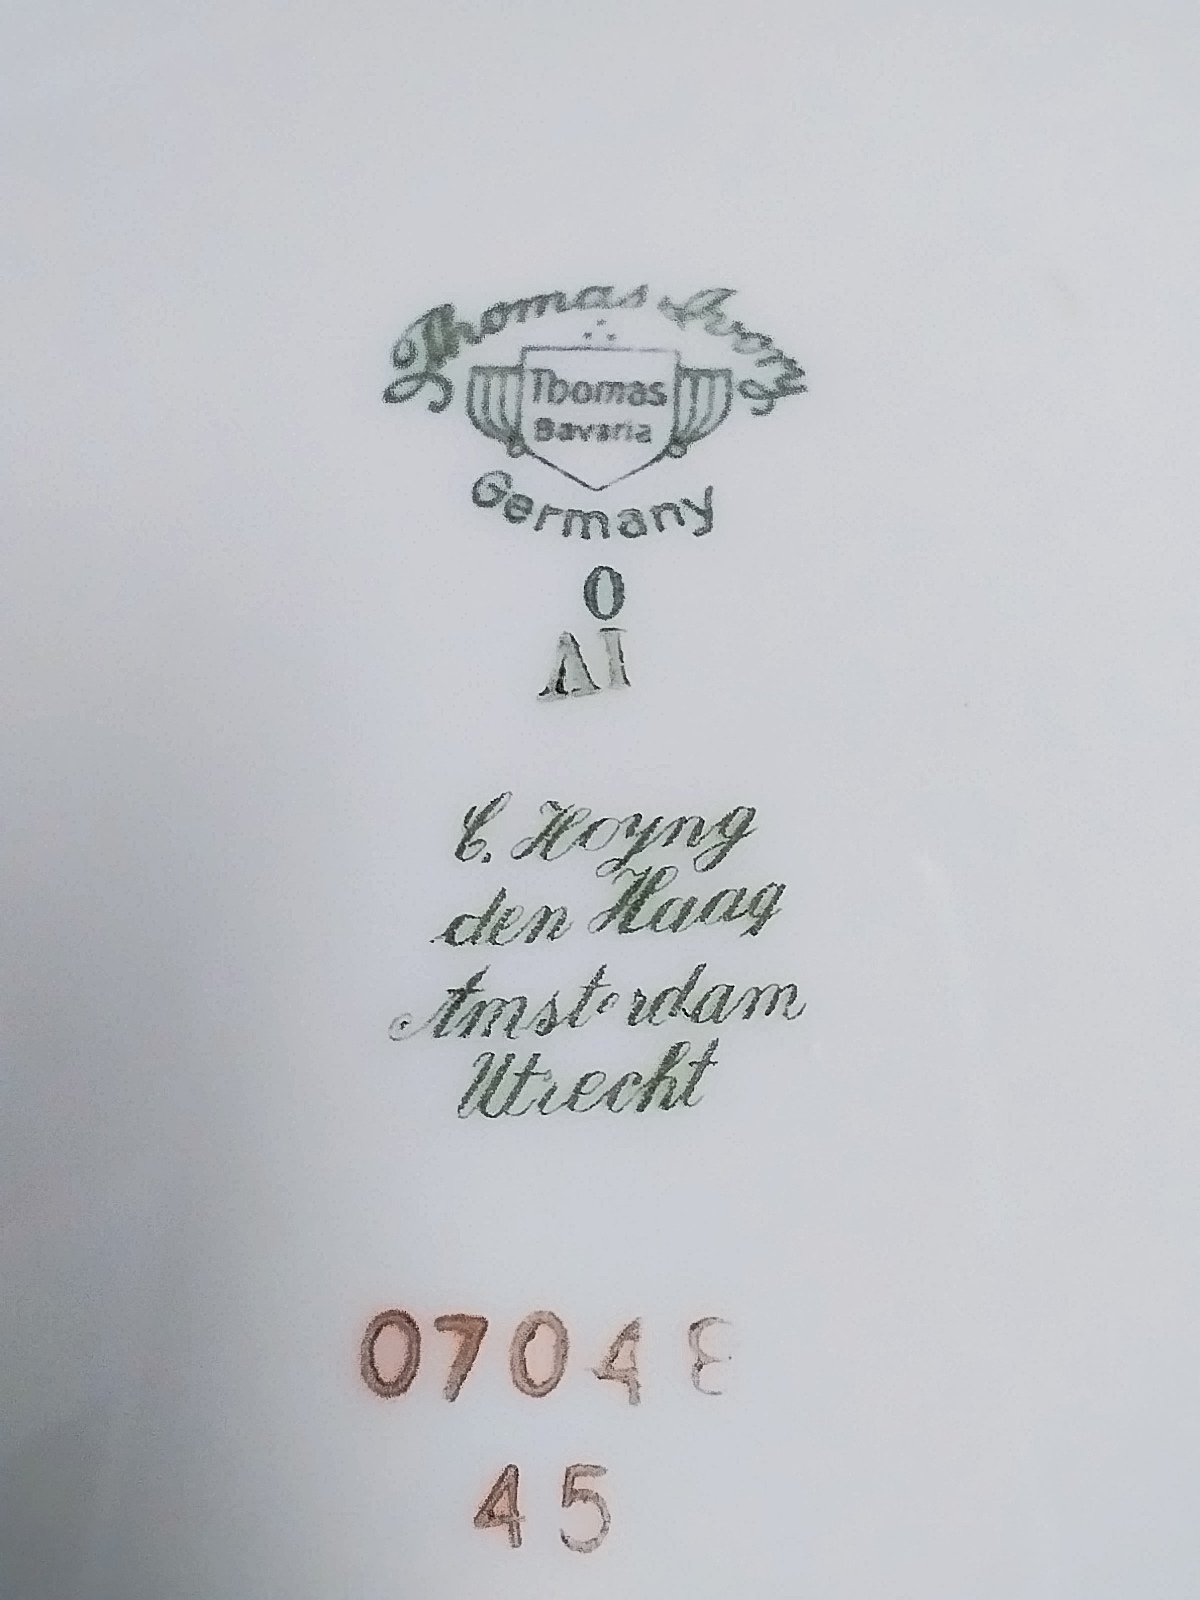 Thomas Ivory
Thomas
Bavaria
Germany
0
AI
C. Hoyng
den Haag
Amsterdam
Utrecht
07048
45